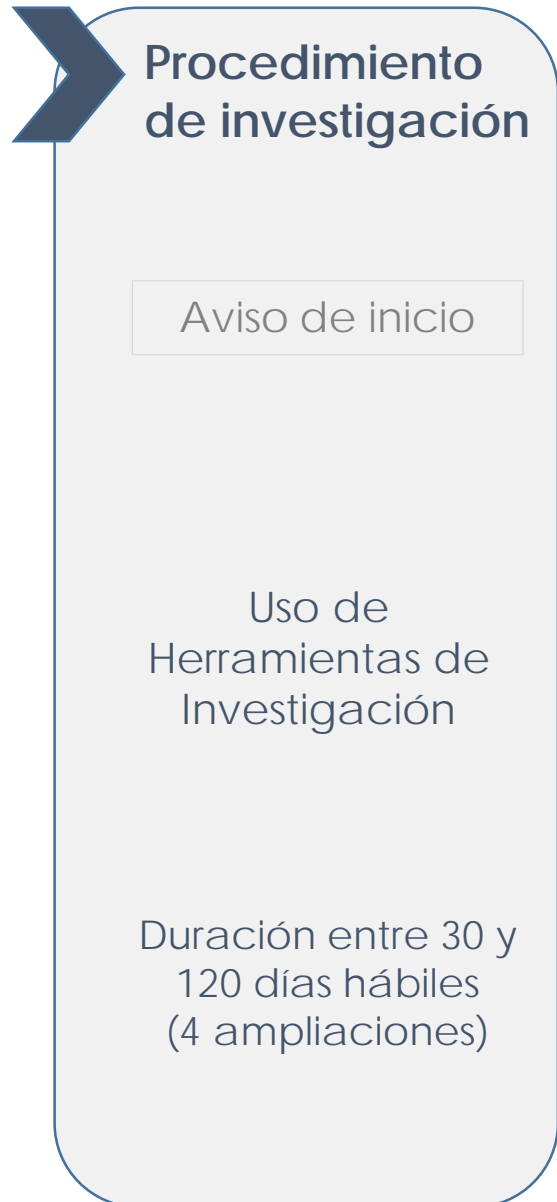 Procedimiento
de investigación
Aviso de inicio
Uso de
Herramientas de
Investigación
Duración entre 30 y
120 días hábiles
(4 ampliaciones)